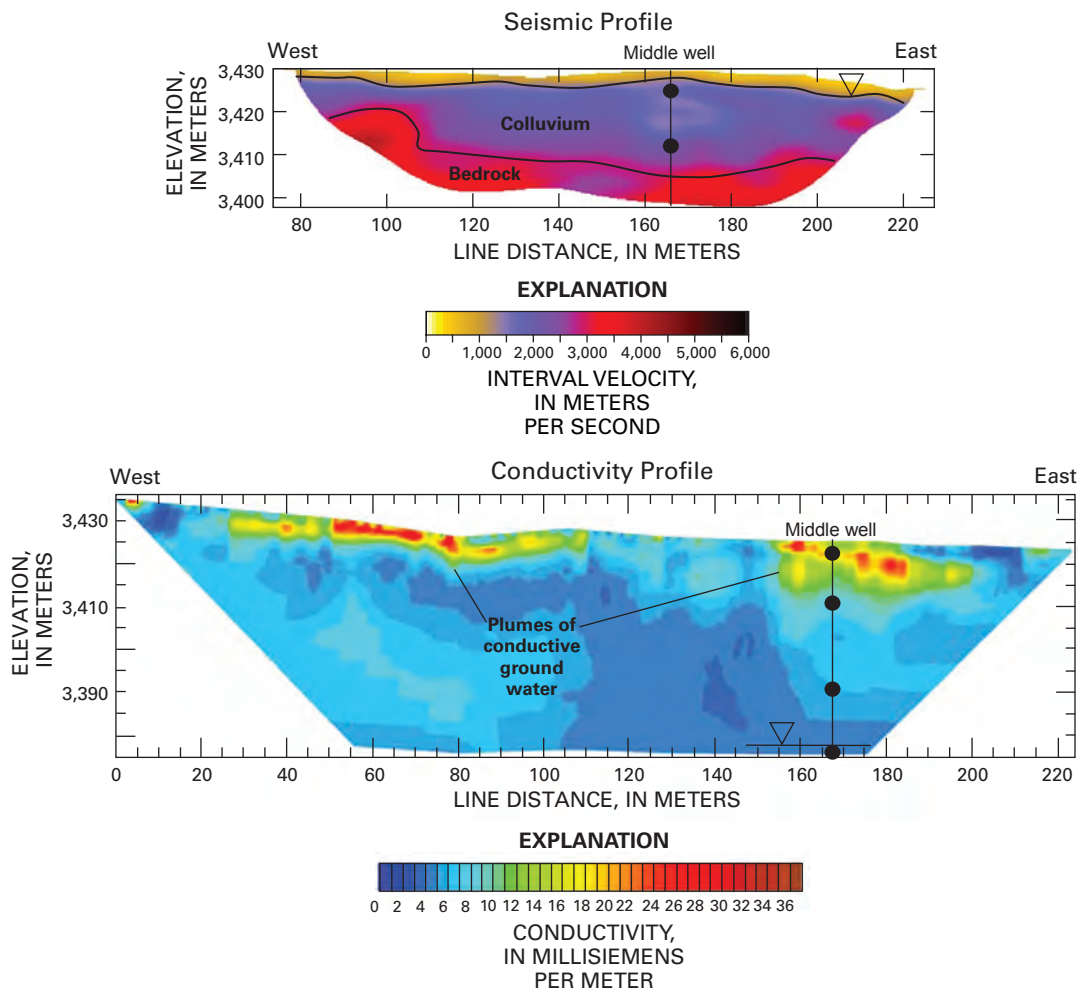 Seismic Profile
West
Middle well
East
ELEVATION,
IN METERS
3,430
3,420
3,410
3,400
Colluvium
Bedrock
80 100 120 140 160 180 200 220
LINE DISTANCE, IN METERS
EXPLANATION
0 1,000 2,000 3,000 4,000 5,000 6,000
INTERVAL VELOCITY,
IN METERS
PER SECOND
West
Conductivity Profile
East
ELEVATION,
IN METERS
3,430
3,410
3,390
Middle well
Plumes of
conductive
ground
water
0 20 40 60 80 100 120 140 160 180 200 220
LINE DISTANCE, IN METERS
EXPLANATION
0 2 4 6 8 10 12 14 16 18 20 22 24 26 28 30 32 34 36
CONDUCTIVITY,
IN MILLISIEMENS
PER METER